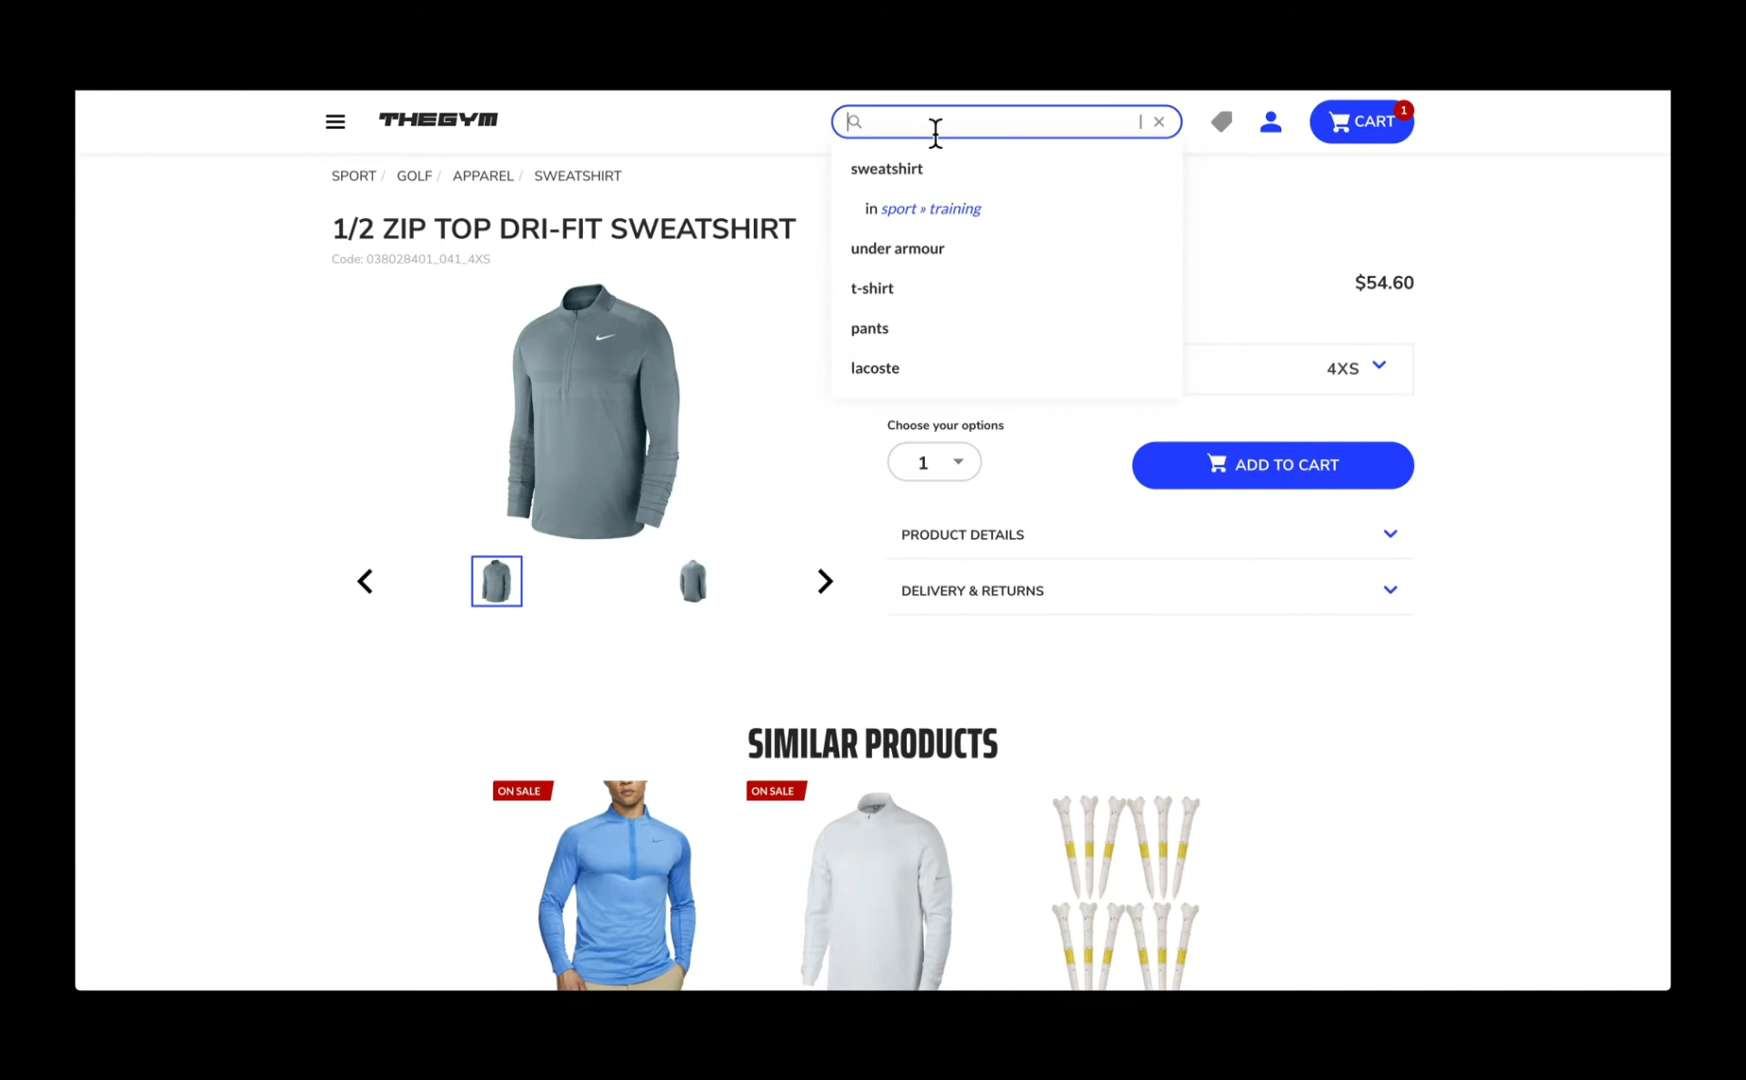 THEGYM
CART
1
SPORT / GOLF / APPAREL / SWEATSHIRT
1/2 ZIP TOP DRI-FIT SWEATSHIRT
Code: 038028401_041_4XS
sweatshirt
in sport » training
under armour
t-shirt
pants
lacoste
$54.60
4XS
Choose your options
1
ADD TO CART
PRODUCT DETAILS
DELIVERY & RETURNS
SIMILAR PRODUCTS
ON SALE
ON SALE